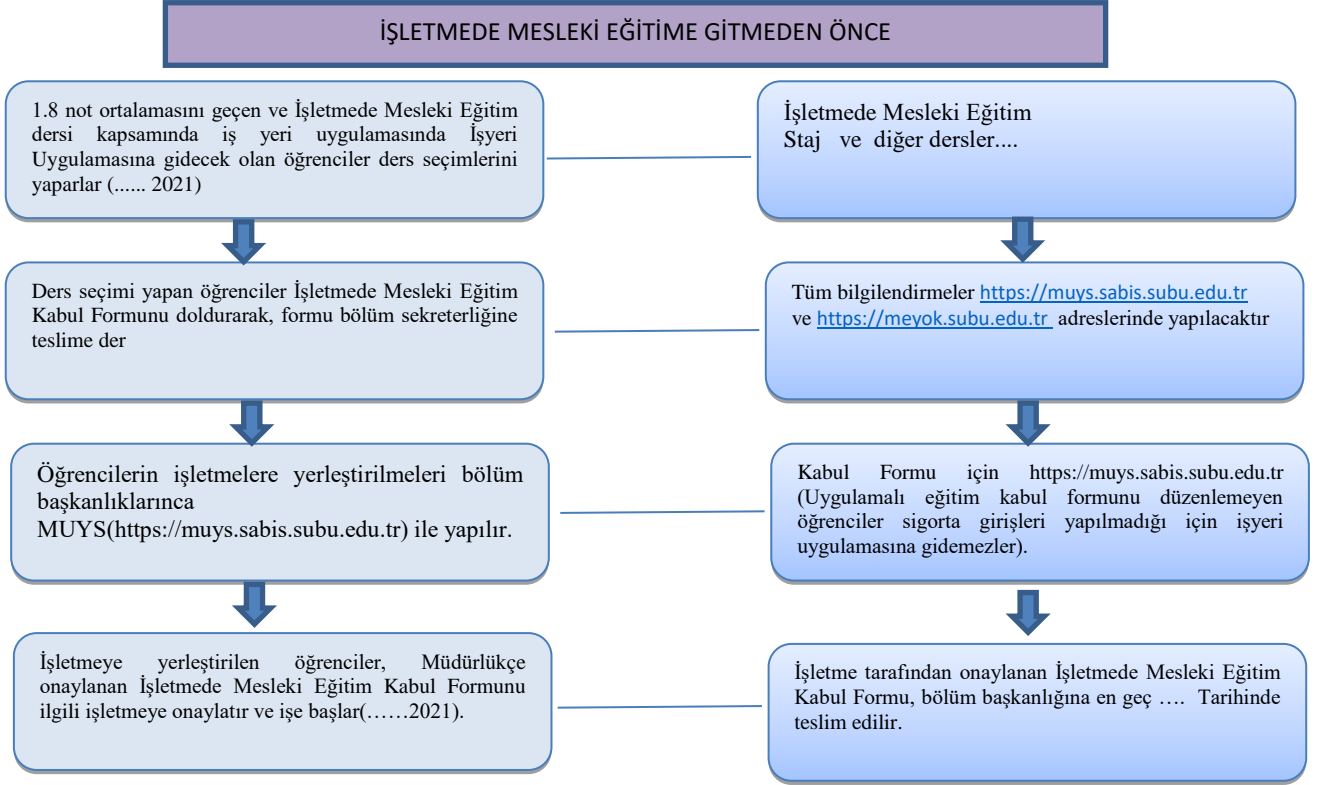 İŞLETMEDE MESLEKİ EĞİTİME GİTMEDEN ÖNCE
1.8 not ortalamasını geçen ve İşletmede Mesleki Eğitim
dersi kapsamında iş yeri uygulamasında İşyeri
Uygulamasına gidecek olan öğrenciler ders seçimlerini
yaparlar (...... 2021)
İşletmede Mesleki Eğitim
Staj ve diğer dersler....
Ders seçimi yapan öğrenciler İşletmede Mesleki Eğitim
Kabul Formunu doldurarak, formu bölüm sekreterliğine
teslime der
Tüm bilgilendirmeler https://muys.sabis.subu.edu.tr
ve https://meyok.subu.edu.tr adreslerinde yapılacaktır
Öğrencilerin işletmelere yerleştirilmeleri bölüm
başkanlıklarınca
MUYS(https://muys.sabis.subu.edu.tr) ile yapılır.
Kabul Formu için https://muys.sabis.subu.edu.tr
(Uygulamalı eğitim kabul formunu düzenlemeyen
öğrenciler sigorta girişleri yapılmadığı için işyeri
uygulamasına gidemezler).
İşletmeye yerleştirilen öğrenciler, Müdürlükçe
onaylanan İşletmede Mesleki Eğitim Kabul Formunu
ilgili işletmeye onaylatır ve işe başlar(……2021).
İşletme tarafından onaylanan İşletmede Mesleki Eğitim
Kabul Formu, bölüm başkanlığına en geç …. Tarihinde
teslim edilir.